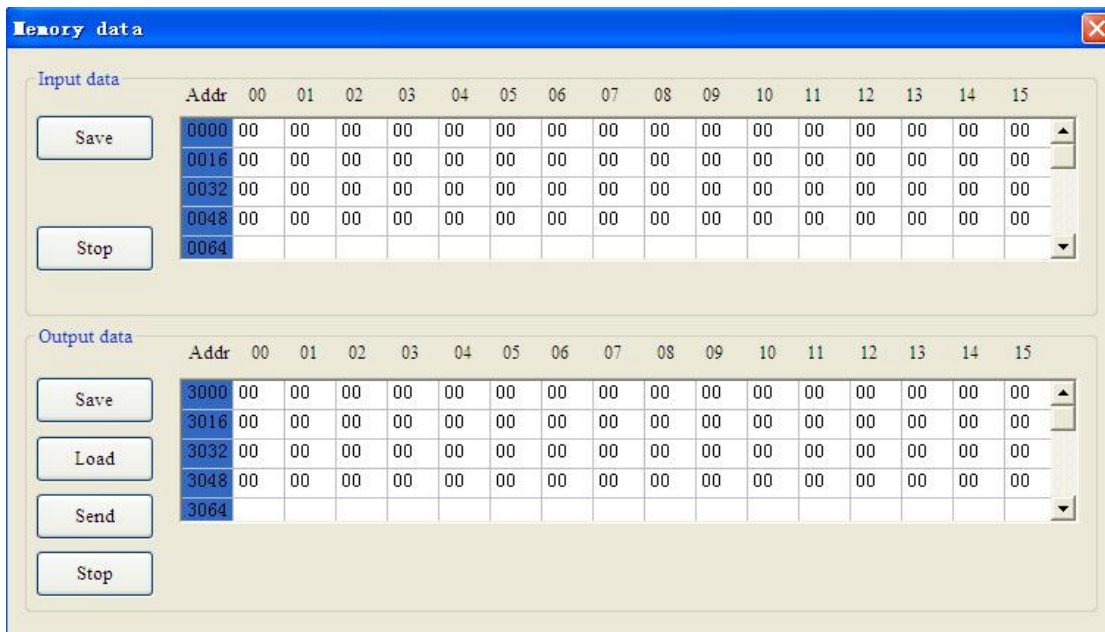 Memory data
Input data
Addr 00 01 02 03 04 05 06 07 08 09 10 11 12 13 14 15
Save
0000 00 00 00 00 00 00 00 00 00 00 00 00 00 00 00 00
0016 00 00 00 00 00 00 00 00 00 00 00 00 00 00 00 00
0032 00 00 00 00 00 00 00 00 00 00 00 00 00 00 00 00
0048 00 00 00 00 00 00 00 00 00 00 00 00 00 00 00 00
Stop
0064
Output data
Addr 00 01 02 03 04 05 06 07 08 09 10 11 12 13 14 15
Save
3000 00 00 00 00 00 00 00 00 00 00 00 00 00 00 00 00
3016 00 00 00 00 00 00 00 00 00 00 00 00 00 00 00 00
Load
3032 00 00 00 00 00 00 00 00 00 00 00 00 00 00 00 00
3048 00 00 00 00 00 00 00 00 00 00 00 00 00 00 00 00
Send
3064
Stop